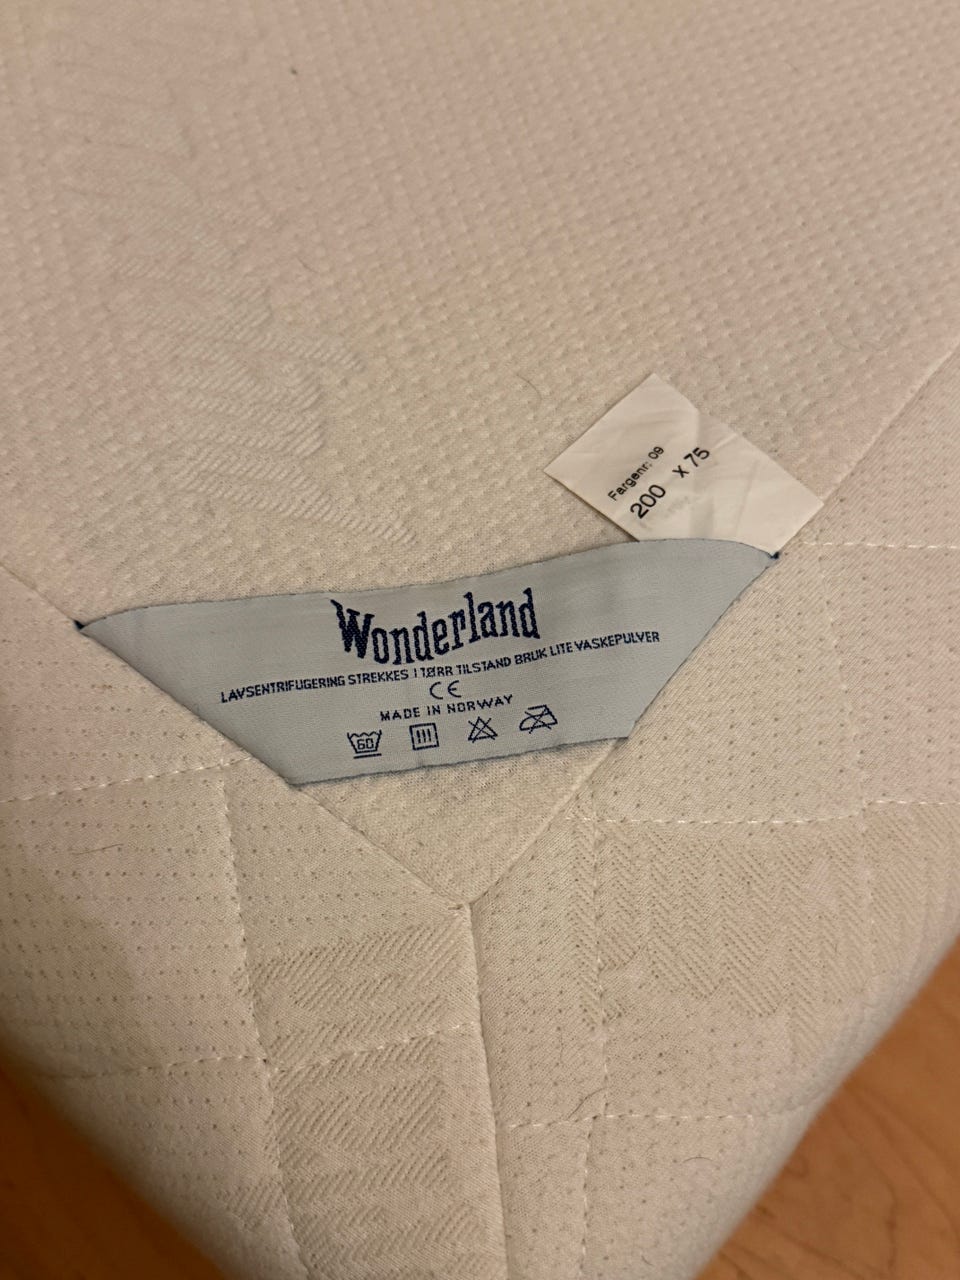 Fargenr: 09
200 x 75
Wonderland
LAVSENTRIFUGERING STREKKES I TØRR TILSTAND BRUK LITE VASKEPULVER
CE
MADE IN NORWAY
60